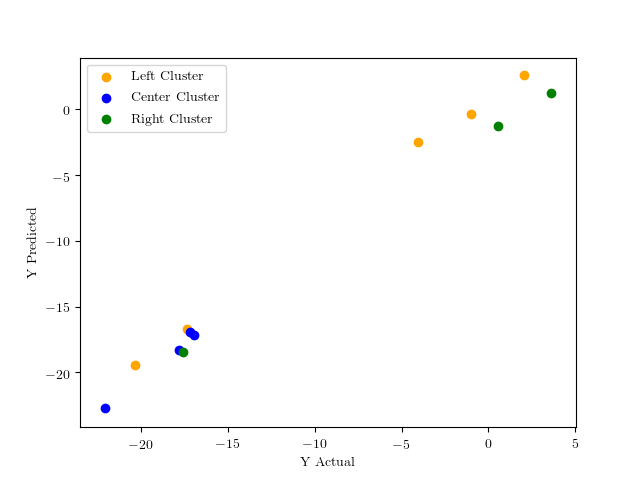 Left Cluster
Center Cluster
Right Cluster
0
−5
−10
−15
−20
Y Predicted
−20 −15 −10 −5 0 5
Y Actual